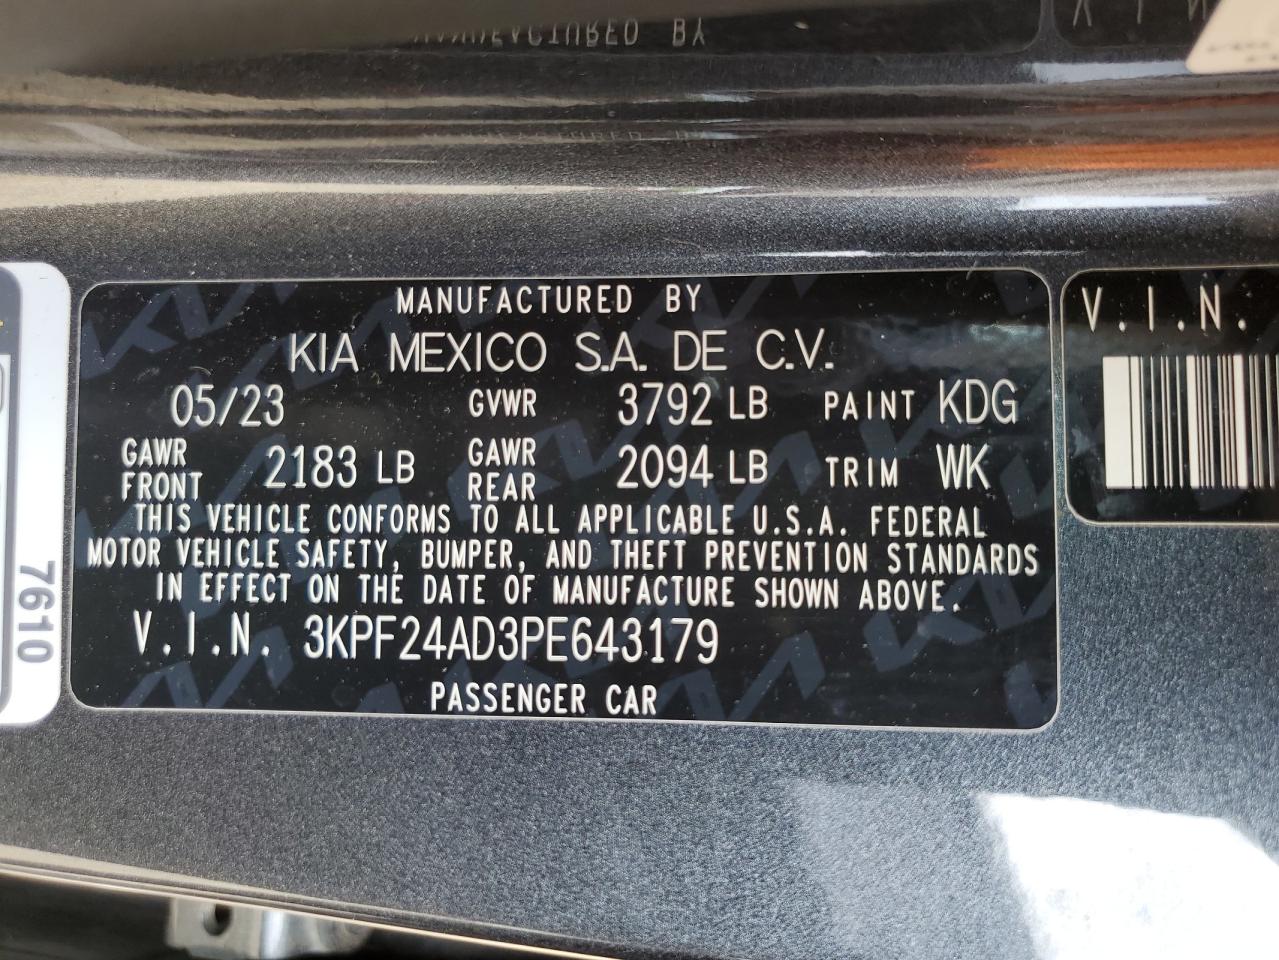 MANUFACTURED BY
MANUFACTURED BY
KIA MEXICO S.A. DE C.V.
05/23 GVWR 3792 LB PAINT KDG
GAWR FRONT 2183 LB GAWR REAR 2094 LB TRIM WK
THIS VEHICLE CONFORMS TO ALL APPLICABLE U.S.A. FEDERAL
MOTOR VEHICLE SAFETY, BUMPER, AND THEFT PREVENTION STANDARDS
IN EFFECT ON THE DATE OF MANUFACTURE SHOWN ABOVE.
V.I.N. 3KPF24AD3PE643179
PASSENGER CAR
V.I.N.
7610